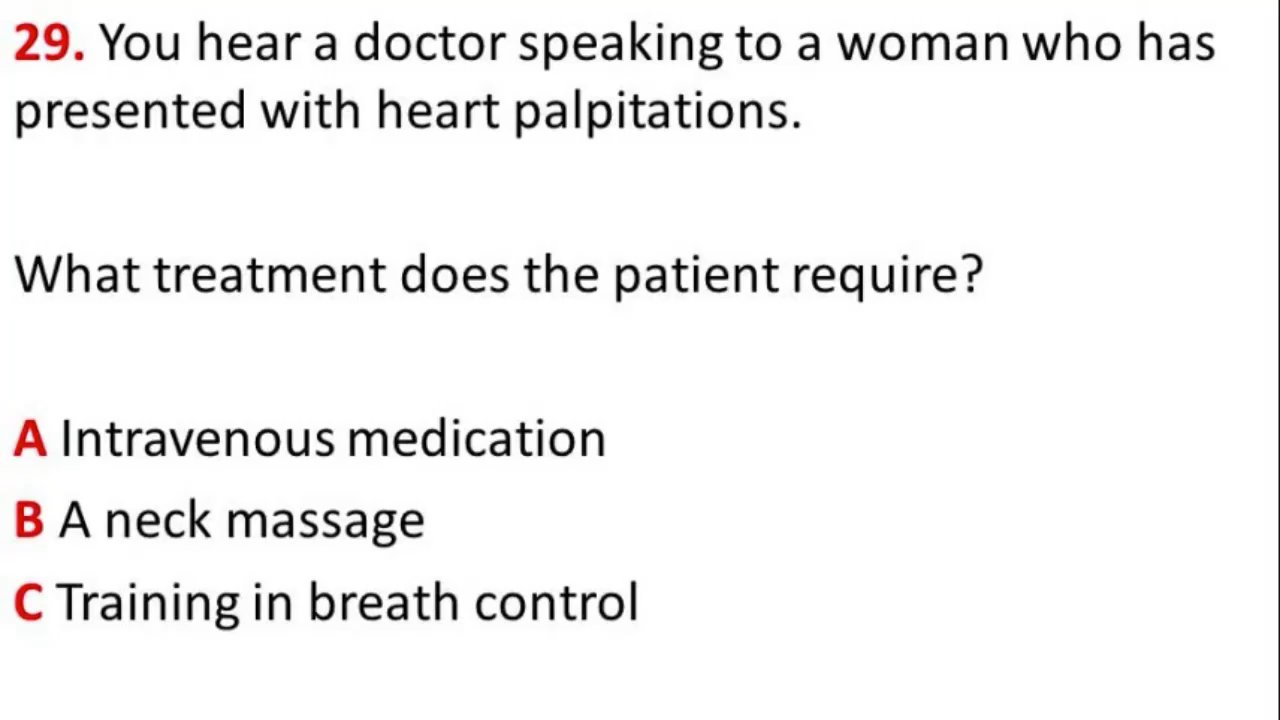 29. You hear a doctor speaking to a woman who has
presented with heart palpitations.
What treatment does the patient require?
A Intravenous medication
B A neck massage
C Training in breath control